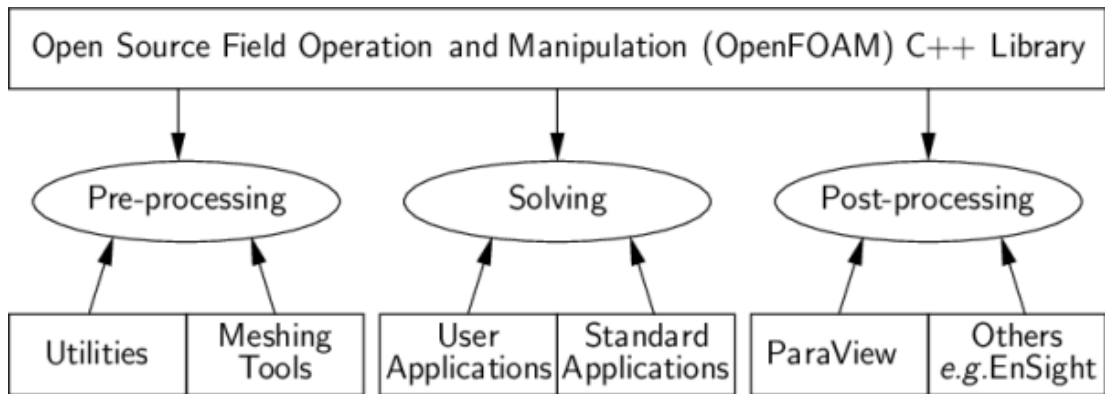 Open Source Field Operation and Manipulation (OpenFOAM) C++ Library
Pre-processing
Solving
Post-processing
Utilities
Meshing
Tools
User
Applications
Standard
Applications
ParaView
Others
e.g.EnSight